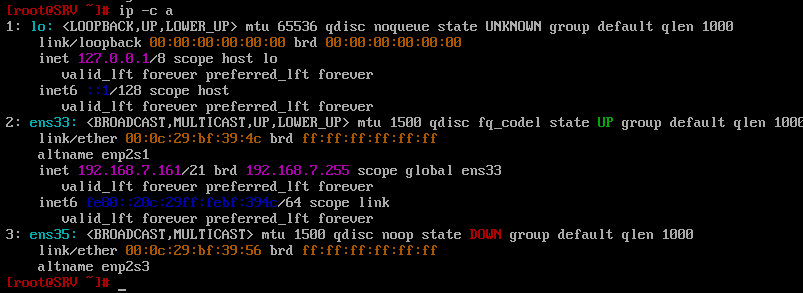 [root@SRV ~]# ip -c a
1: lo: <LOOPBACK,UP,LOWER_UP> mtu 65536 qdisc noqueue state UNKNOWN group default qlen 1000
    link/loopback 00:00:00:00:00:00 brd 00:00:00:00:00:00
    inet 127.0.0.1/8 scope host lo
       valid_lft forever preferred_lft forever
    inet6 ::1/128 scope host
       valid_lft forever preferred_lft forever
2: ens33: <BROADCAST,MULTICAST,UP,LOWER_UP> mtu 1500 qdisc fq_codel state UP group default qlen 1000
    link/ether 00:0c:29:bf:39:4c brd ff:ff:ff:ff:ff:ff
    altname enp2s1
    inet 192.168.7.161/21 brd 192.168.7.255 scope global ens33
       valid_lft forever preferred_lft forever
    inet6 fe80::20c:29ff:febf:394c/64 scope link
       valid_lft forever preferred_lft forever
3: ens35: <BROADCAST,MULTICAST> mtu 1500 qdisc noop state DOWN group default qlen 1000
    link/ether 00:0c:29:bf:39:56 brd ff:ff:ff:ff:ff:ff
    altname enp2s3
[root@SRV ~]# _